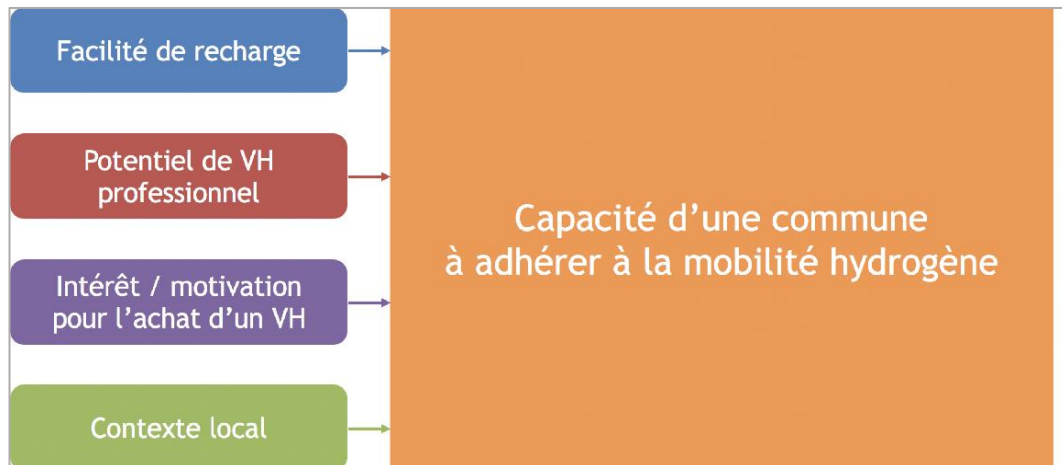 Facilité de recharge
Potentiel de VH
professionnel
Intérêt / motivation
pour l'achat d'un VH
Contexte local
Capacité d'une commune
à adhérer à la mobilité hydrogène